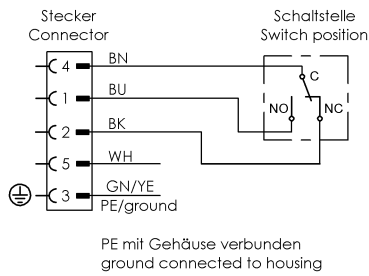 Stecker
Connector
Schaltstelle
Switch position
4 BN
1 BU
2 BK
5 WH
3 GN/YE
PE/ground
C
NO
NC
PE mit Gehäuse verbunden
ground connected to housing